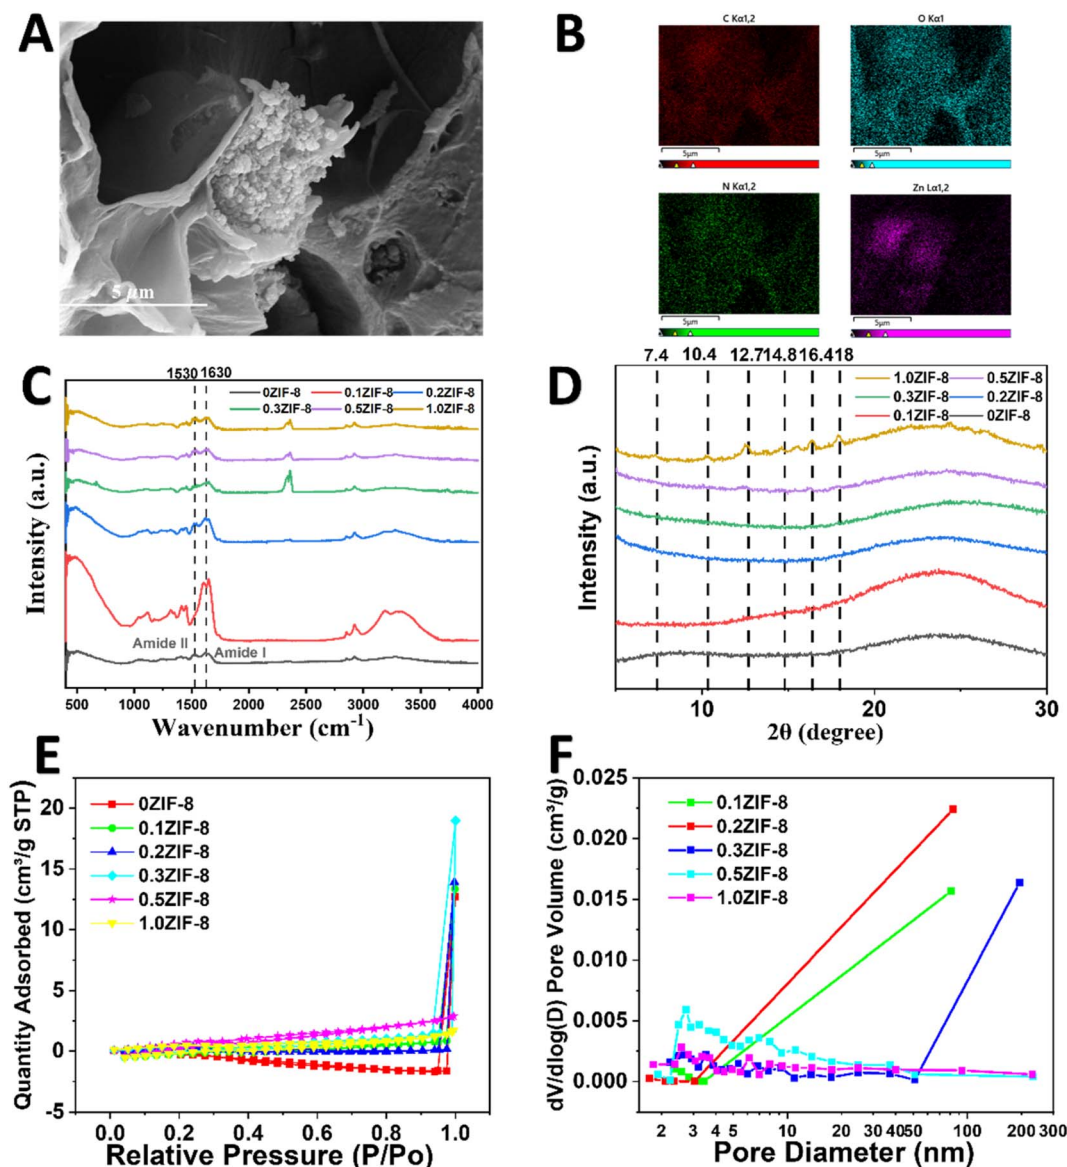 A
5 μm
B
C Kα1,2
O Kα1
5μm
5μm
N Kα1,2
Zn Lα1,2
5μm
5μm
C
1530 1630
0ZIF-8 0.1ZIF-8 0.2ZIF-8
0.3ZIF-8 0.5ZIF-8 1.0ZIF-8
Intensity (a.u.)
Amide II
Amide I
500 1000 1500 2000 2500 3000 3500 4000
Wavenumber (cm⁻¹)
D
7.4 10.4 12.7 14.8 16.4 18
1.0ZIF-8 0.5ZIF-8
0.3ZIF-8 0.2ZIF-8
0.1ZIF-8 0ZIF-8
Intensity (a.u.)
10 20 30
2θ (degree)
E
Quantity Adsorbed (cm³/g STP)
20
15
10
5
0
-5
0ZIF-8
0.1ZIF-8
0.2ZIF-8
0.3ZIF-8
0.5ZIF-8
1.0ZIF-8
0.0 0.2 0.4 0.6 0.8 1.0
Relative Pressure (P/Po)
F
dV/dlog(D) Pore Volume (cm³/g)
0.025
0.020
0.015
0.010
0.005
0.000
0.1ZIF-8
0.2ZIF-8
0.3ZIF-8
0.5ZIF-8
1.0ZIF-8
2 3 4 5 10 20 30 40 50 100 200 300
Pore Diameter (nm)